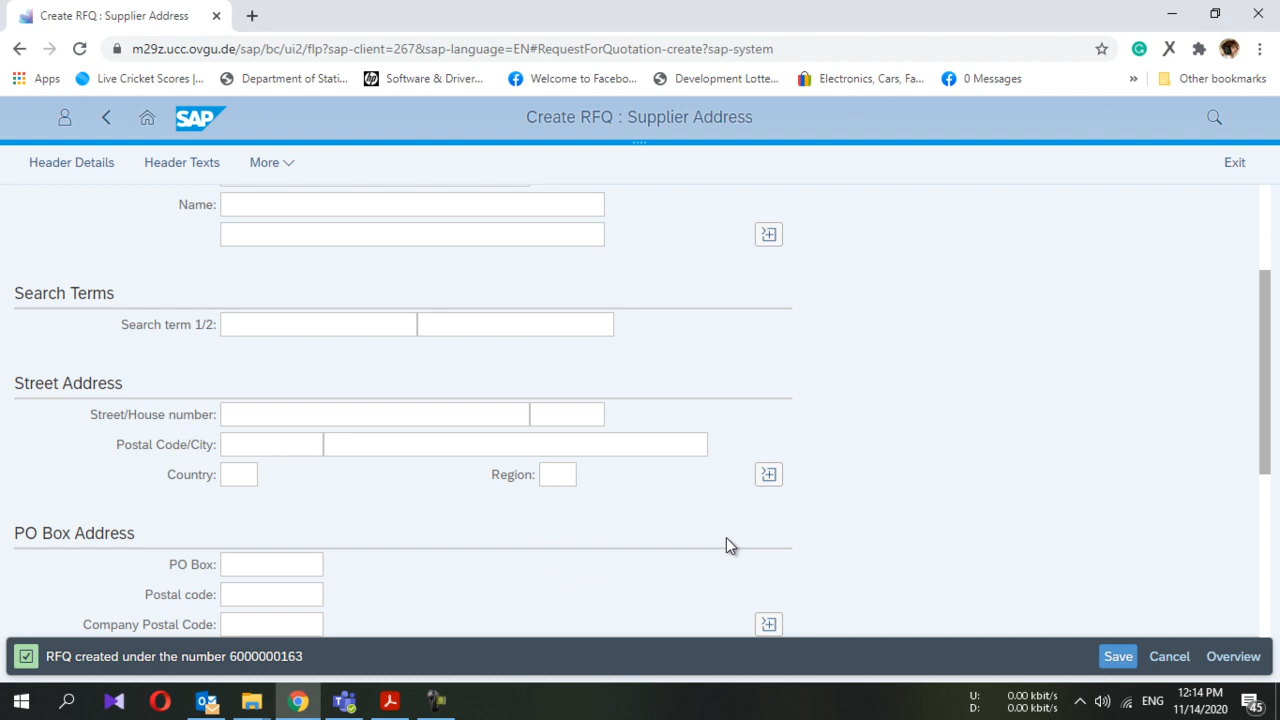 Create RFQ : Supplier Address
m29z.ucc.ovgu.de/sap/bc/ui2/flp?sap-client=267&sap-language=EN#RequestForQuotation-create?sap-system
Apps Live Cricket Scores |... Department of Stati... Software & Driver... Welcome to Facebo... Development Lotte... Electronics, Cars, Fa... 0 Messages » Other bookmarks
SAP Create RFQ : Supplier Address
Header Details Header Texts More Exit
Name:
Search Terms
Search term 1/2:
Street Address
Street/House number:
Postal Code/City:
Country: Region:
PO Box Address
PO Box:
Postal code:
Company Postal Code:
RFQ created under the number 6000000163 Save Cancel Overview
U: 0.00 kbit/s
D: 0.00 kbit/s
ENG
12:14 PM
11/14/2020
45